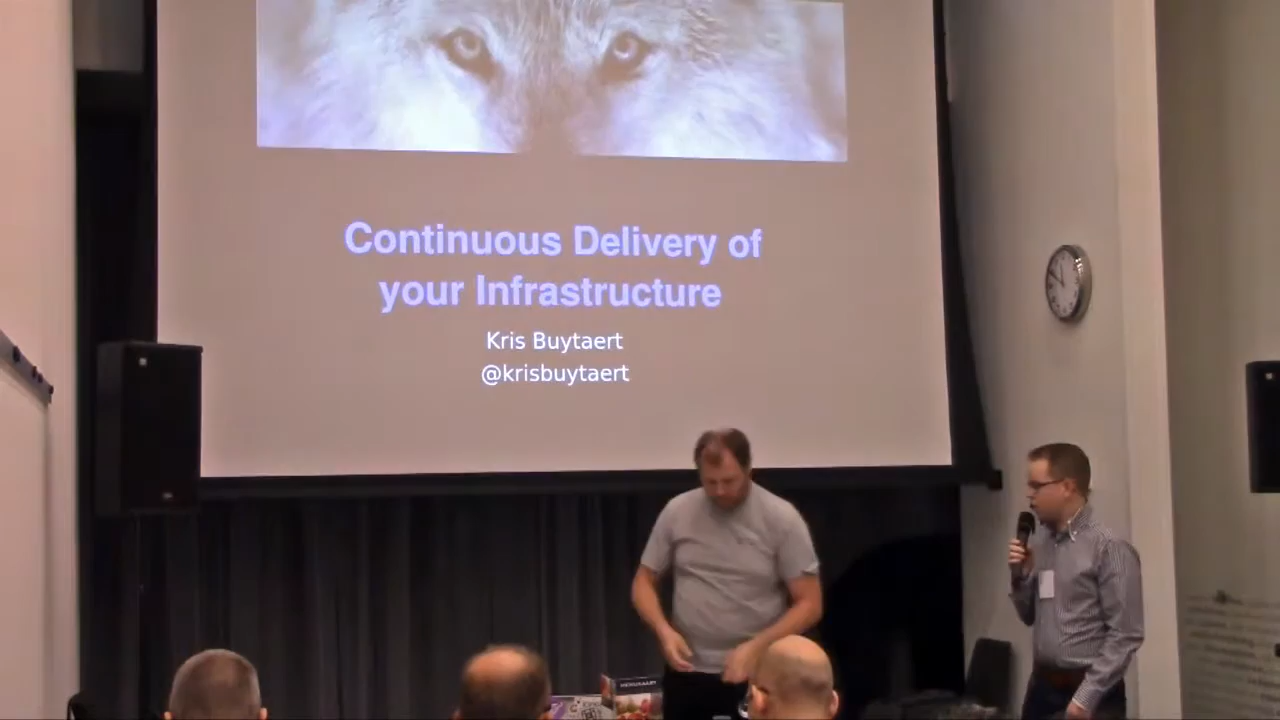 Continuous Delivery of
your Infrastructure
Kris Buytaert
@krisbuytaert